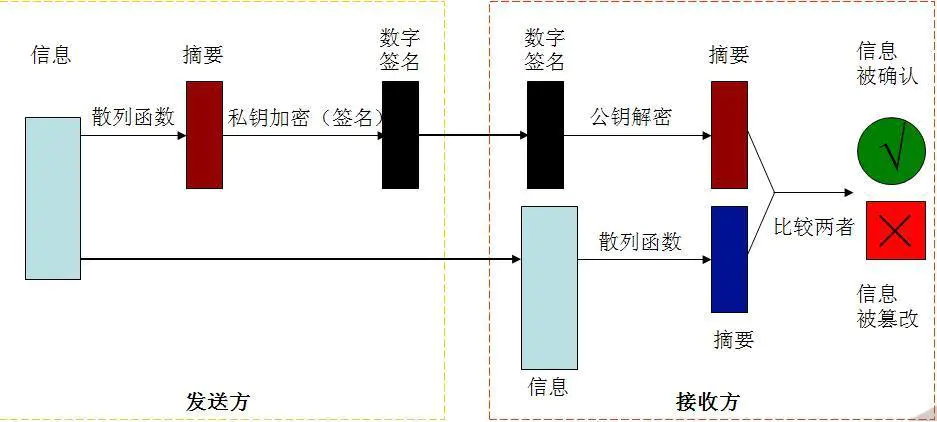 信息
摘要
数字
签名
散列函数
私钥加密（签名）
发送方
数字
签名
摘要
公钥解密
信息
被确认
√
散列函数
比较两者
信息
被篡改
摘要
信息
接收方